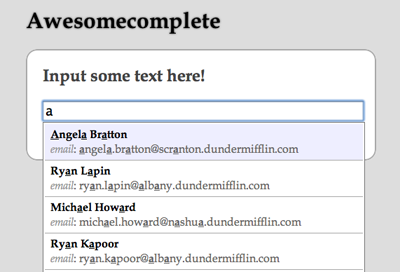 Awesomecomplete
Input some text here!
a
Angela Bratton
email: angela.bratton@scranton.dundermifflin.com
Ryan Lapin
email: ryan.lapin@albany.dundermifflin.com
Michael Howard
email: michael.howard@nashua.dundermifflin.com
Ryan Kapoor
email: ryan.kapoor@albany.dundermifflin.com